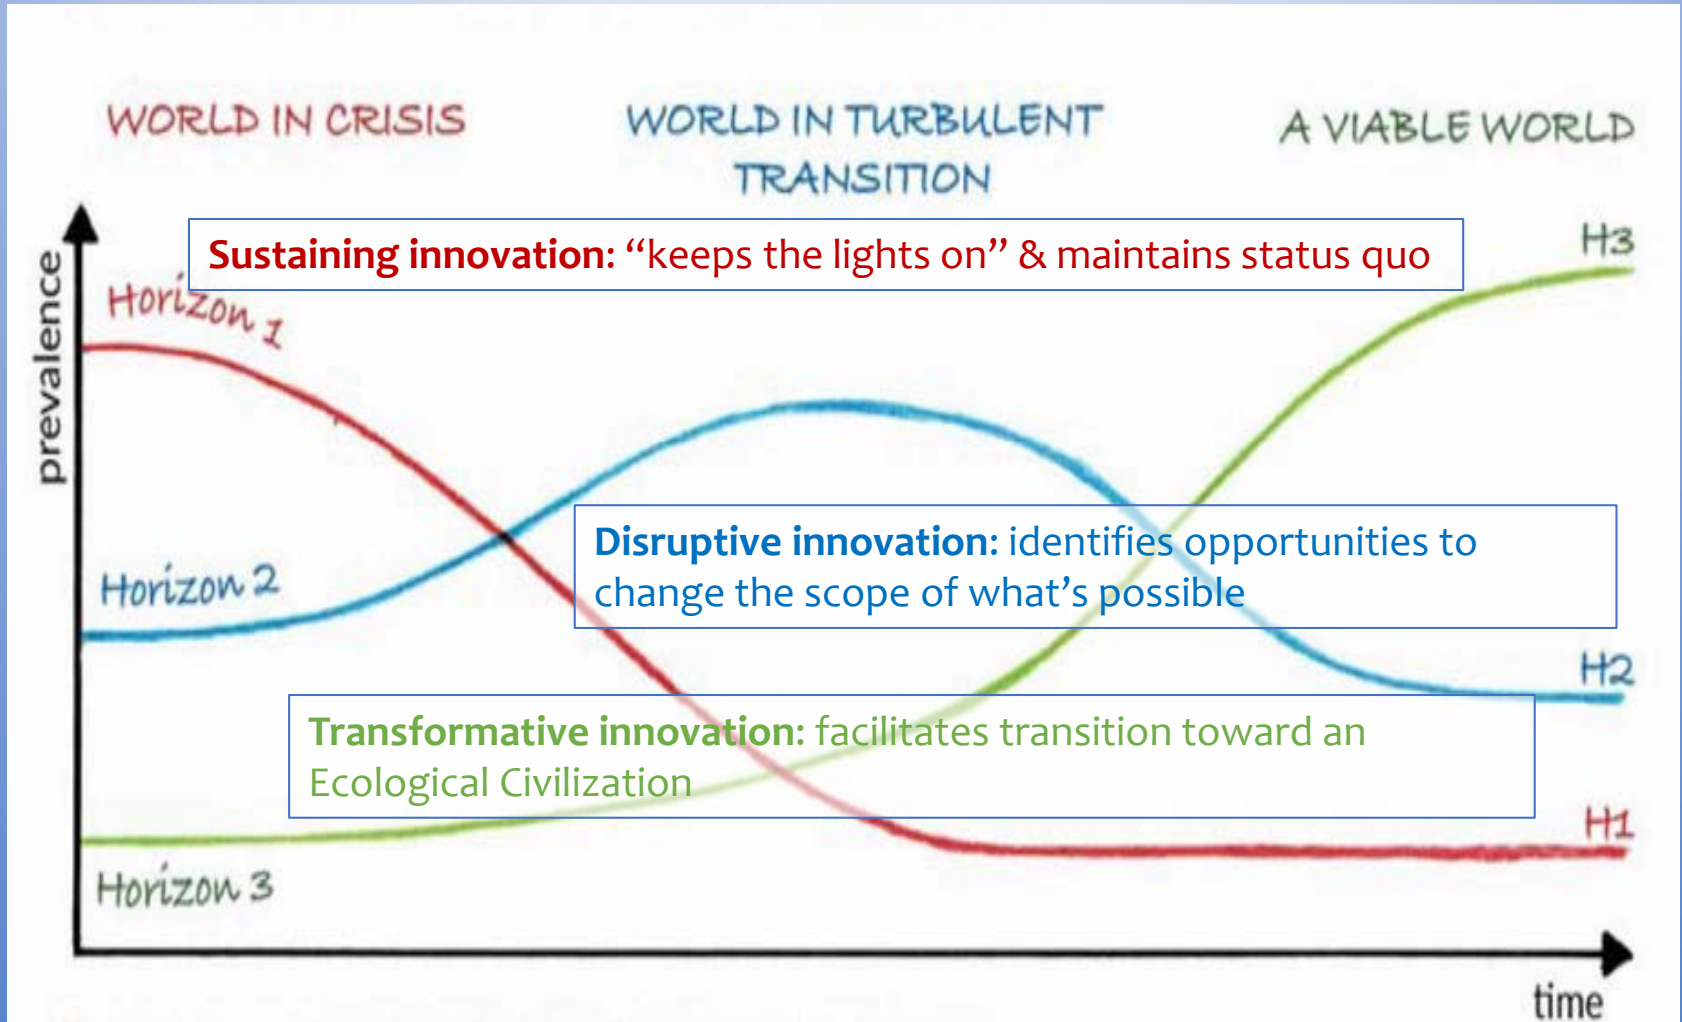 WORLD IN CRISIS
WORLD IN TURBULENT
TRANSITION
A VIABLE WORLD
Sustaining innovation: “keeps the lights on” & maintains status quo
H3
Horizon 1
prevalence
Disruptive innovation: identifies opportunities to
change the scope of what’s possible
Horizon 2
H2
Transformative innovation: facilitates transition toward an
Ecological Civilization
H1
Horizon 3
time